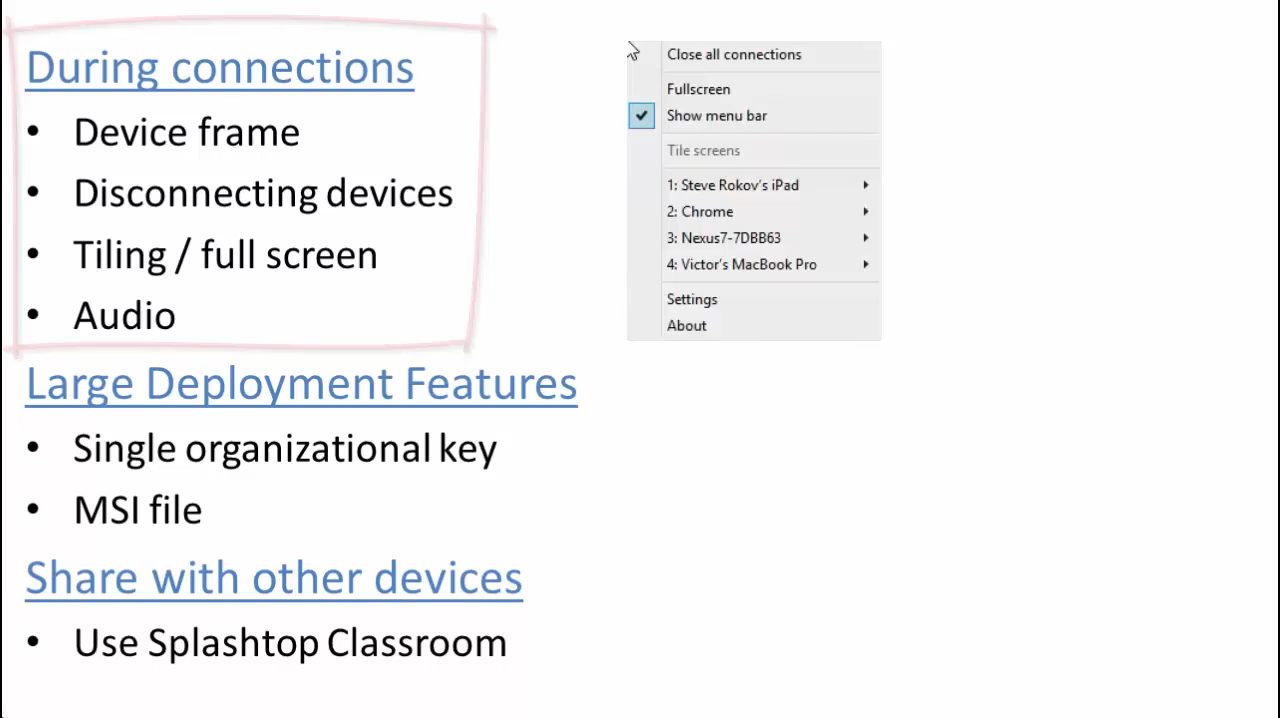 During connections
• Device frame
• Disconnecting devices
• Tiling / full screen
• Audio
Large Deployment Features
• Single organizational key
• MSI file
Share with other devices
• Use Splashtop Classroom
Close all connections
Fullscreen
Show menu bar
Tile screens
1: Steve Rokov's iPad
2: Chrome
3: Nexus7-7DBB63
4: Victor's MacBook Pro
Settings
About